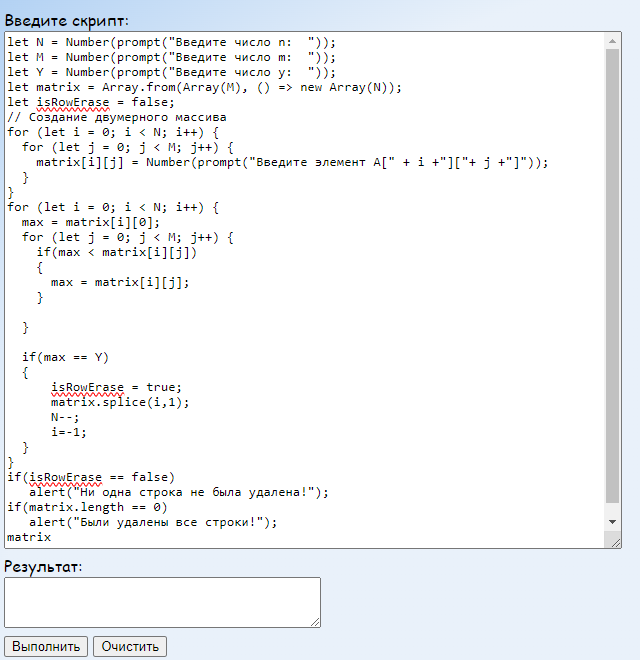 Введите скрипт:
let N = Number(prompt("Введите число n:  "));
let M = Number(prompt("Введите число m:  "));
let Y = Number(prompt("Введите число y:  "));
let matrix = Array.from(Array(M), () => new Array(N));
let isRowErase = false;
// Создание двумерного массива
for (let i = 0; i < N; i++) {
  for (let j = 0; j < M; j++) {
    matrix[i][j] = Number(prompt("Введите элемент A[" + i +"]["+ j +"]"));
  }
}
for (let i = 0; i < N; i++) {
  max = matrix[i][0];
  for (let j = 0; j < M; j++) {
    if(max < matrix[i][j])
    {
      max = matrix[i][j];
    }
  }
  if(max == Y)
  {
      isRowErase = true;
      matrix.splice(i,1);
      N--;
      i=-1;
  }
}
if(isRowErase == false)
   alert("Ни одна строка не была удалена!");
if(matrix.length == 0)
   alert("Были удалены все строки!");
matrix
Результат:
Выполнить Очистить